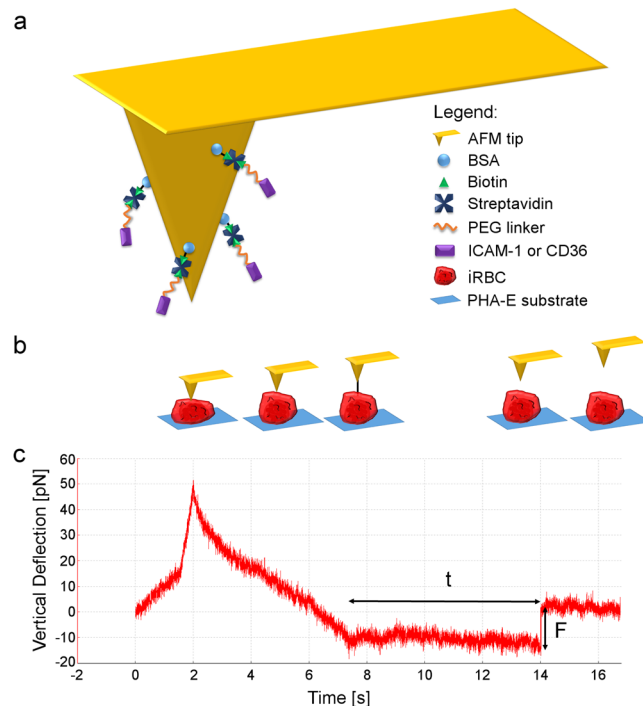 a
Legend:
AFM tip
BSA
Biotin
Streptavidin
PEG linker
ICAM-1 or CD36
iRBC
PHA-E substrate
b
c
Vertical Deflection [pN]
60
50
40
30
20
10
0
-10
-20
t
F
-2 0 2 4 6 8 10 12 14 16
Time [s]